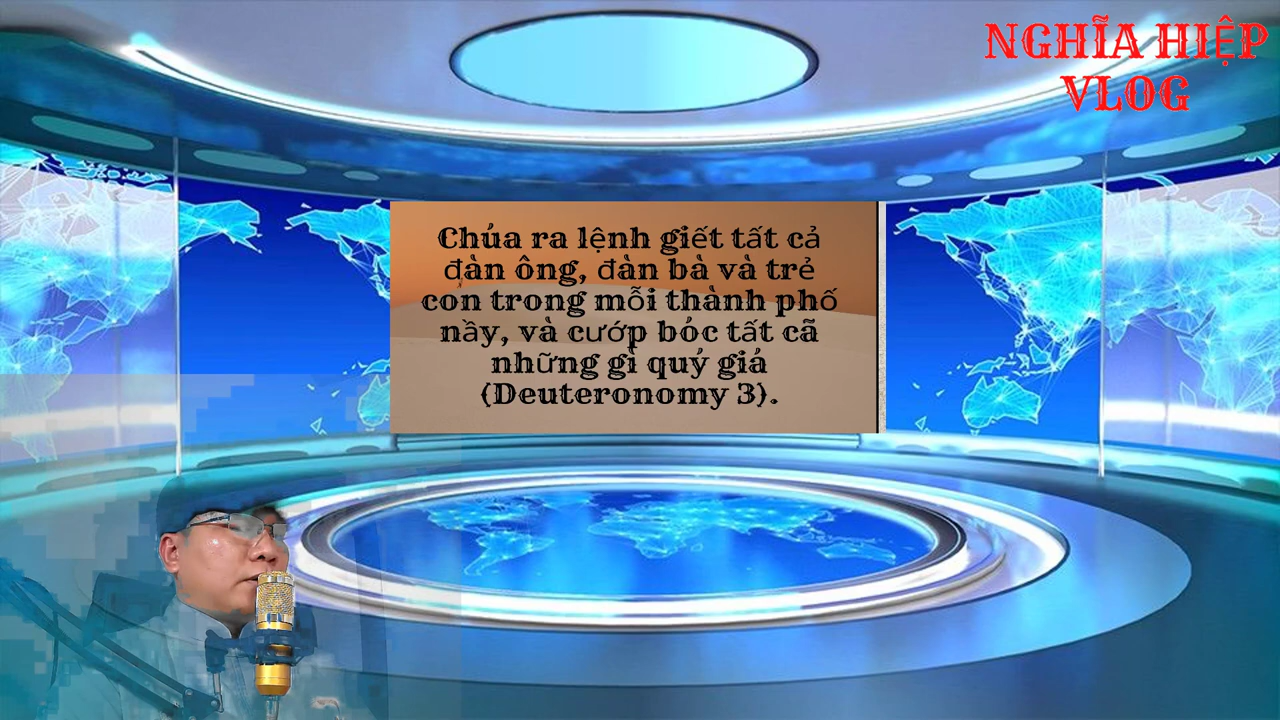 NGHĨA HIỆP
VLOG
Chúa ra lệnh giết tất cả
đàn ông, đàn bà và trẻ
con trong mỗi thành phố
nầy, và cướp bóc tất cã
những gì quý giá
(Deuteronomy 3).